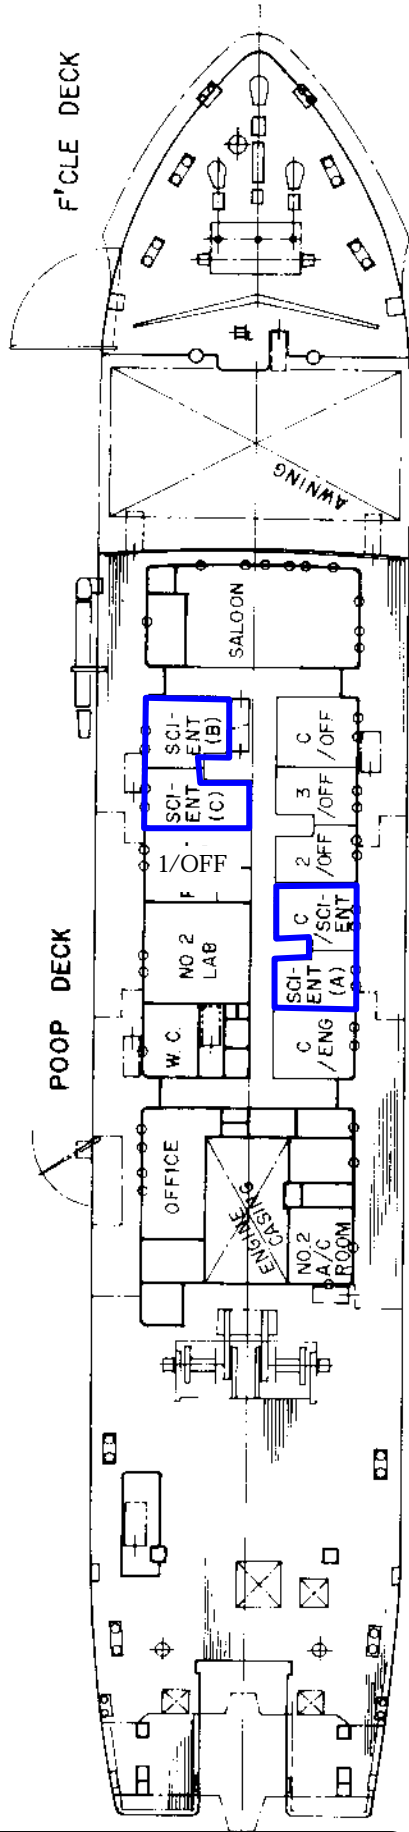 F'CLE DECK
AWNING
SALOON
SCI-
ENT
(B)
C
/OFF
SCI-
ENT
(C)
3
/OFF
1/OFF
2
/OFF
POOP DECK
NO 2
LAB
C
/SCI-
ENT
SCI-
ENT
(A)
W.C.
C
/ENG
OFFICE
ENGINE
CASING
NO.2
A/C
ROOM